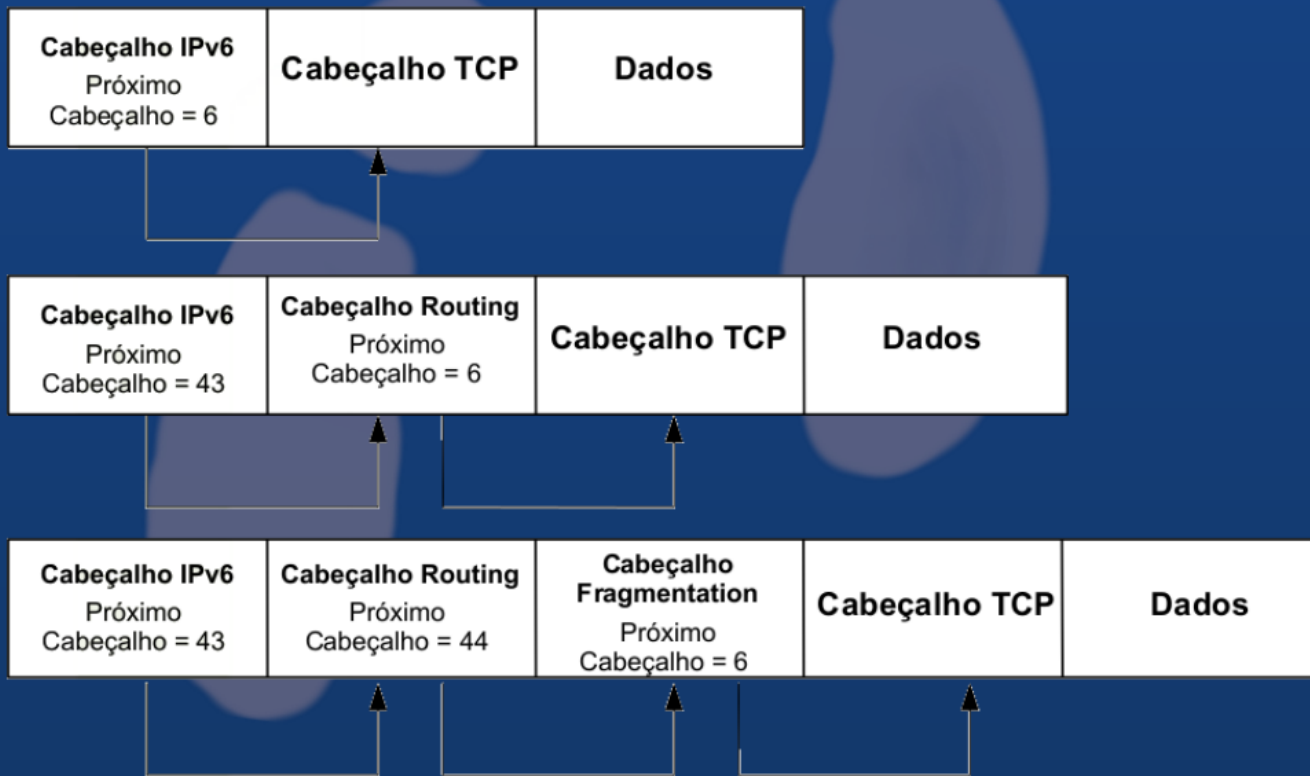 Cabeçalho IPv6
Próximo
Cabeçalho = 6
Cabeçalho TCP
Dados
Cabeçalho IPv6
Próximo
Cabeçalho = 43
Cabeçalho Routing
Próximo
Cabeçalho = 6
Cabeçalho TCP
Dados
Cabeçalho IPv6
Próximo
Cabeçalho = 43
Cabeçalho Routing
Próximo
Cabeçalho = 44
Cabeçalho
Fragmentation
Próximo
Cabeçalho = 6
Cabeçalho TCP
Dados